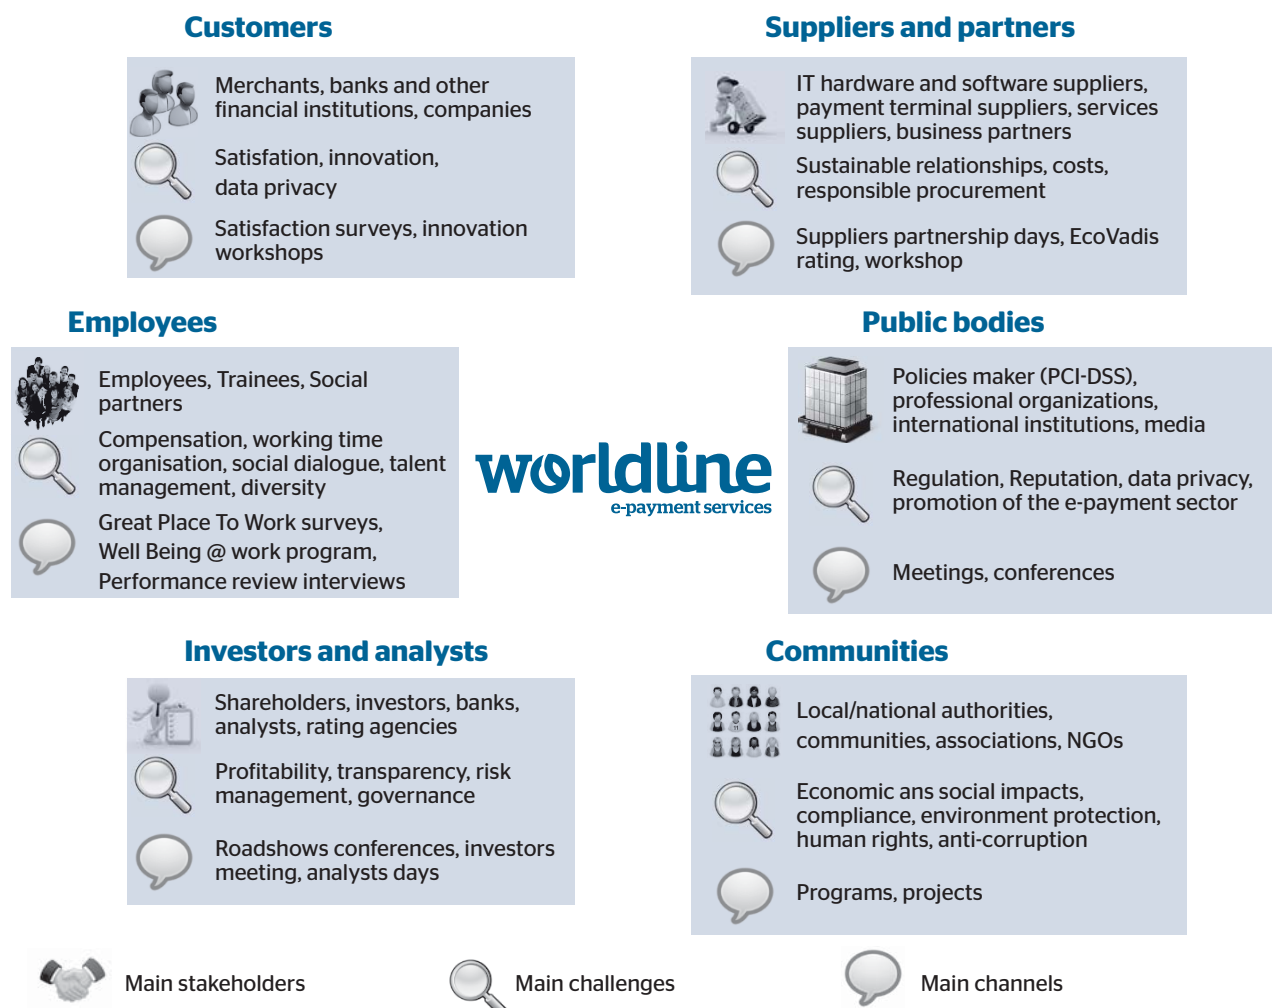 Customers
Merchants, banks and other
financial institutions, companies
Satisfation, innovation,
data privacy
Satisfaction surveys, innovation
workshops
Suppliers and partners
IT hardware and software suppliers,
payment terminal suppliers, services
suppliers, business partners
Sustainable relationships, costs,
responsible procurement
Suppliers partnership days, EcoVadis
rating, workshop
Employees
Employees, Trainees, Social
partners
Compensation, working time
organisation, social dialogue, talent
management, diversity
Great Place To Work surveys,
Well Being @ work program,
Performance review interviews
worldline
e-payment services
Public bodies
Policies maker (PCI-DSS),
professional organizations,
international institutions, media
Regulation, Reputation, data privacy,
promotion of the e-payment sector
Meetings, conferences
Investors and analysts
Shareholders, investors, banks,
analysts, rating agencies
Profitability, transparency, risk
management, governance
Roadshows conferences, investors
meeting, analysts days
Communities
Local/national authorities,
communities, associations, NGOs
Economic ans social impacts,
compliance, environment protection,
human rights, anti-corruption
Programs, projects
Main stakeholders
Main challenges
Main channels